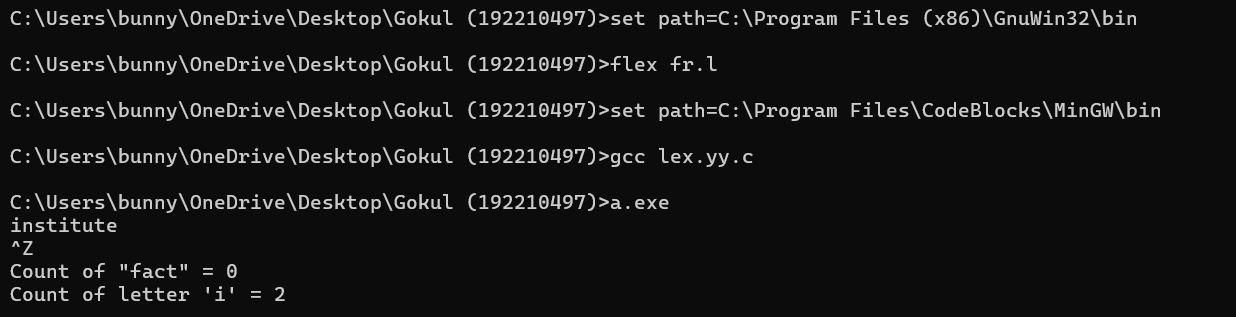 C:\Users\bunny\OneDrive\Desktop\Gokul (192210497)>set path=C:\Program Files (x86)\GnuWin32\bin
C:\Users\bunny\OneDrive\Desktop\Gokul (192210497)>flex fr.l
C:\Users\bunny\OneDrive\Desktop\Gokul (192210497)>set path=C:\Program Files\CodeBlocks\MinGW\bin
C:\Users\bunny\OneDrive\Desktop\Gokul (192210497)>gcc lex.yy.c
C:\Users\bunny\OneDrive\Desktop\Gokul (192210497)>a.exe
institute
^Z
Count of "fact" = 0
Count of letter 'i' = 2